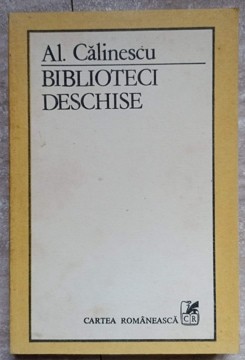 Al. Călinescu
BIBLIOTECI
DESCHISE
CARTEA ROMÂNEASCĂ
CR